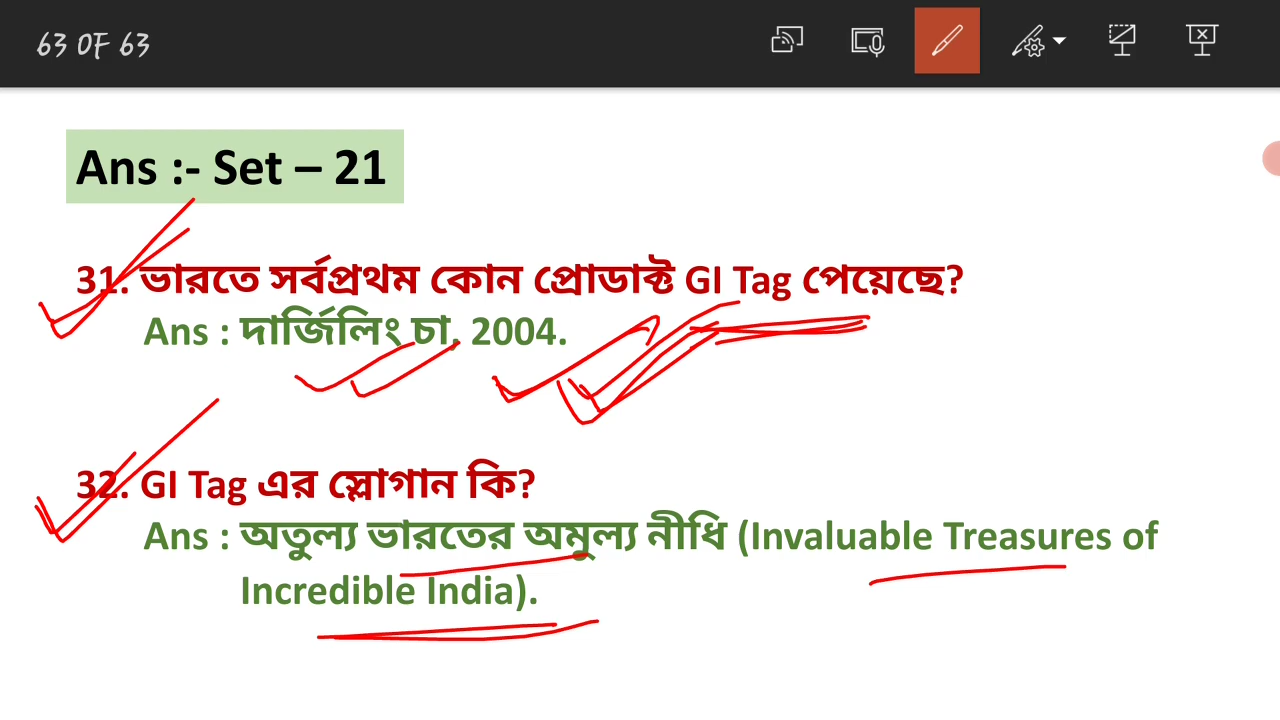 63 OF 63
Ans :- Set – 21
31. ভারতে সর্বপ্রথম কোন প্রোডাক্ট GI Tag পেয়েছে?
Ans : দার্জিলিং চা, 2004.
32. GI Tag এর স্লোগান কি?
Ans : অতুল্য ভারতের অমুল্য নীধি (Invaluable Treasures of
Incredible India).